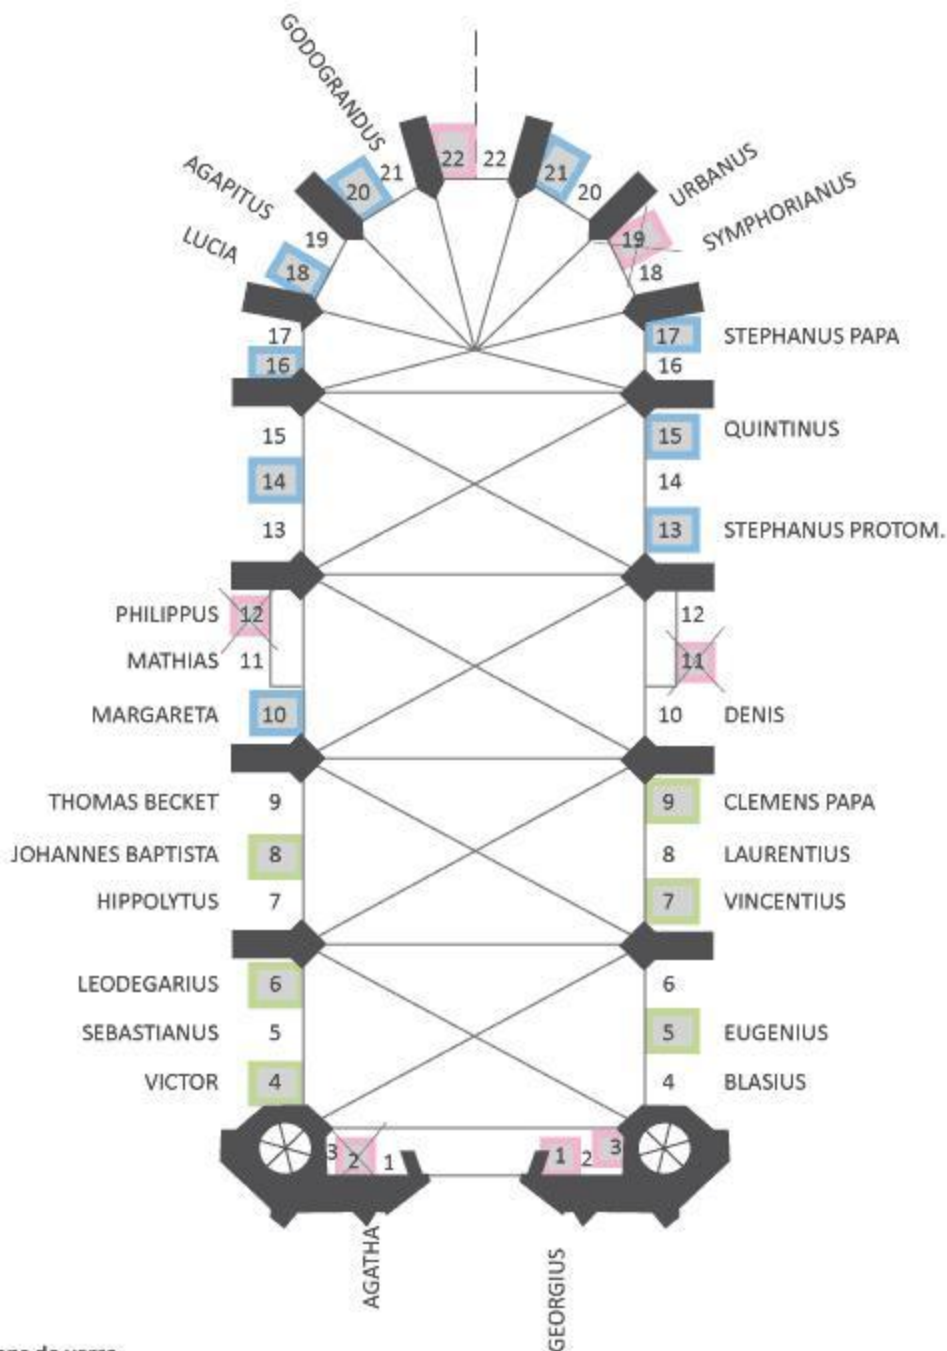 GODOGRANDUS
22 22
21 21
20 20
AGAPITUS URBANUS
19 19
LUCIA SYMPHORIANUS
18 18
17 17 STEPHANUS PAPA
16 16
15 15 QUINTINUS
14 14
13 13 STEPHANUS PROTOM.
PHILIPPUS 12 12
MATHIAS 11 11
MARGARETA 10 10 DENIS
THOMAS BECKET 9 9 CLEMENS PAPA
JOHANNES BAPTISTA 8 8 LAURENTIUS
HIPPOLYTUS 7 7 VINCENTIUS
LEODEGARIUS 6 6
SEBASTIANUS 5 5 EUGENIUS
VICTOR 4 4 BLASIUS
3 2 1 1 2 3
AGATHA GEORGIUS